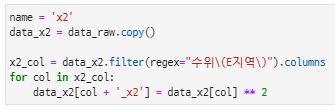 name = 'x2'
data_x2 = data_raw.copy()
x2_col = data_x2.filter(regex="수위\(E지역\)").columns
for col in x2_col:
    data_x2[col + '_x2'] = data_x2[col] ** 2